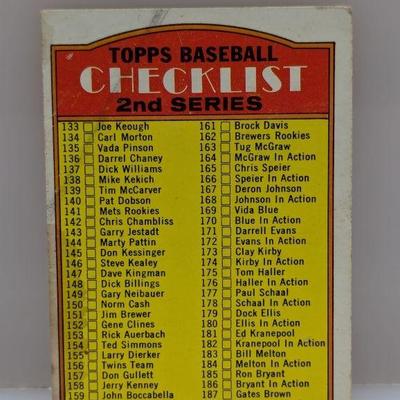 TOPPS BASEBALL
CHECKLIST
2nd SERIES
133 Joe Keough
134 Carl Morton
135 Vada Pinson
136 Darrel Chaney
137 Dick Williams
138 Mike Kekich
139 Tim McCarver
140 Pat Dobson
141 Mets Rookies
142 Chris Chambliss
143 Garry Jestadt
144 Marty Pattin
145 Don Kessinger
146 Steve Kealey
147 Dave Kingman
148 Dick Billings
149 Gary Neibauer
150 Norm Cash
151 Jim Brewer
152 Gene Clines
153 Rick Auerbach
154 Ted Simmons
155 Larry Dierker
156 Twins Team
157 Don Gullett
158 Jerry Kenney
159 John Boccabella
161 Brock Davis
162 Brewers Rookies
163 Tug McGraw
164 McGraw In Action
165 Chris Speier
166 Speier In Action
167 Deron Johnson
168 Johnson In Action
169 Vida Blue
170 Blue In Action
171 Darrell Evans
172 Evans In Action
173 Clay Kirby
174 Kirby In Action
175 Tom Haller
176 Haller In Action
177 Paul Schaal
178 Schaal In Action
179 Dock Ellis
180 Ellis In Action
181 Ed Kranepool
182 Kranepool In Action
183 Bill Melton
184 Melton In Action
185 Ron Bryant
186 Bryant In Action
187 Gates Brown